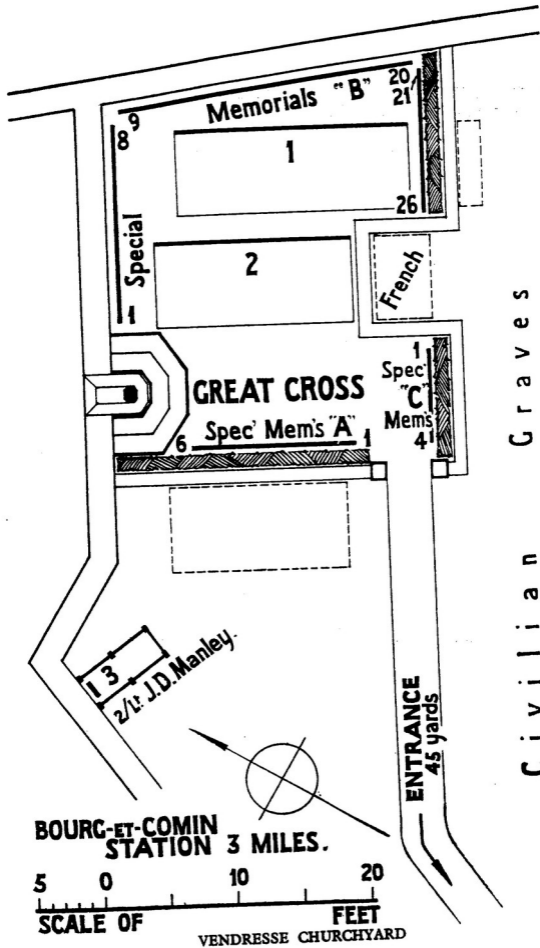 Memorials "B"
20
21
9
8
1
26
Special
2
1
French
GREAT CROSS
1
Spec'
"C"
Mem's
4
6
Spec' Mem's "A"
1
Civilian Graves
3
2/Lt J.D. Manley.
ENTRANCE
45 yards
BOURG-ET-COMIN
STATION 3 MILES.
5 0 10 20
SCALE OF FEET
VENDRESSE CHURCHYARD